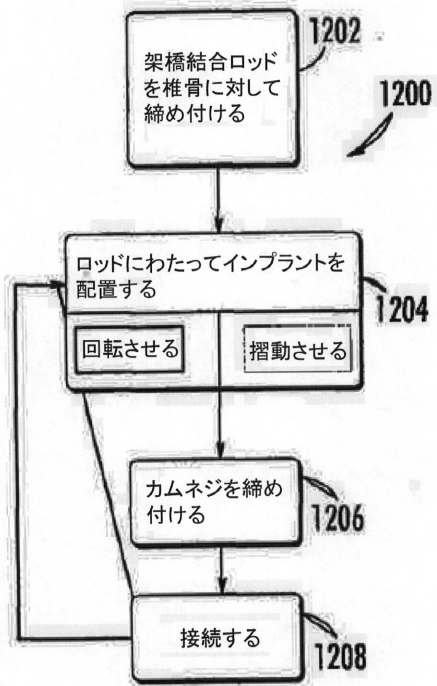 1202
架橋結合ロッド
を椎骨に対して
締め付ける
1200
ロッドにわたってインプラントを
配置する
1204
回転させる
摺動させる
カムネジを締め
付ける
1206
接続する
1208